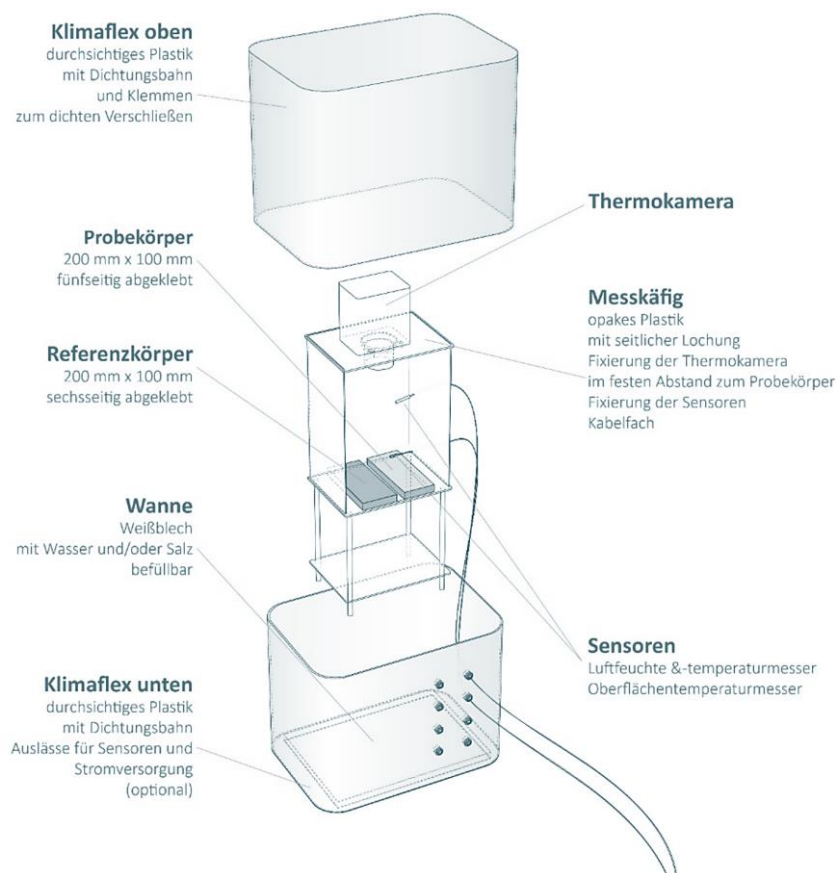 Klimaflex oben
durchsichtiges Plastik
mit Dichtungsbahn
und Klemmen
zum dichten Verschließen
Thermokamera
Probekörper
200 mm x 100 mm
fünfseitig abgeklebt
Messkäfig
opakes Plastik
mit seitlicher Lochung
Fixierung der Thermokamera
im festen Abstand zum Probekörper
Fixierung der Sensoren
Kabelfach
Referenzkörper
200 mm x 100 mm
sechsseitig abgeklebt
Wanne
Weißblech
mit Wasser und/oder Salz
befüllbar
Sensoren
Luftfeuchte &-temperaturmesser
Oberflächentemperaturmesser
Klimaflex unten
durchsichtiges Plastik
mit Dichtungsbahn
Auslässe für Sensoren und
Stromversorgung
(optional)